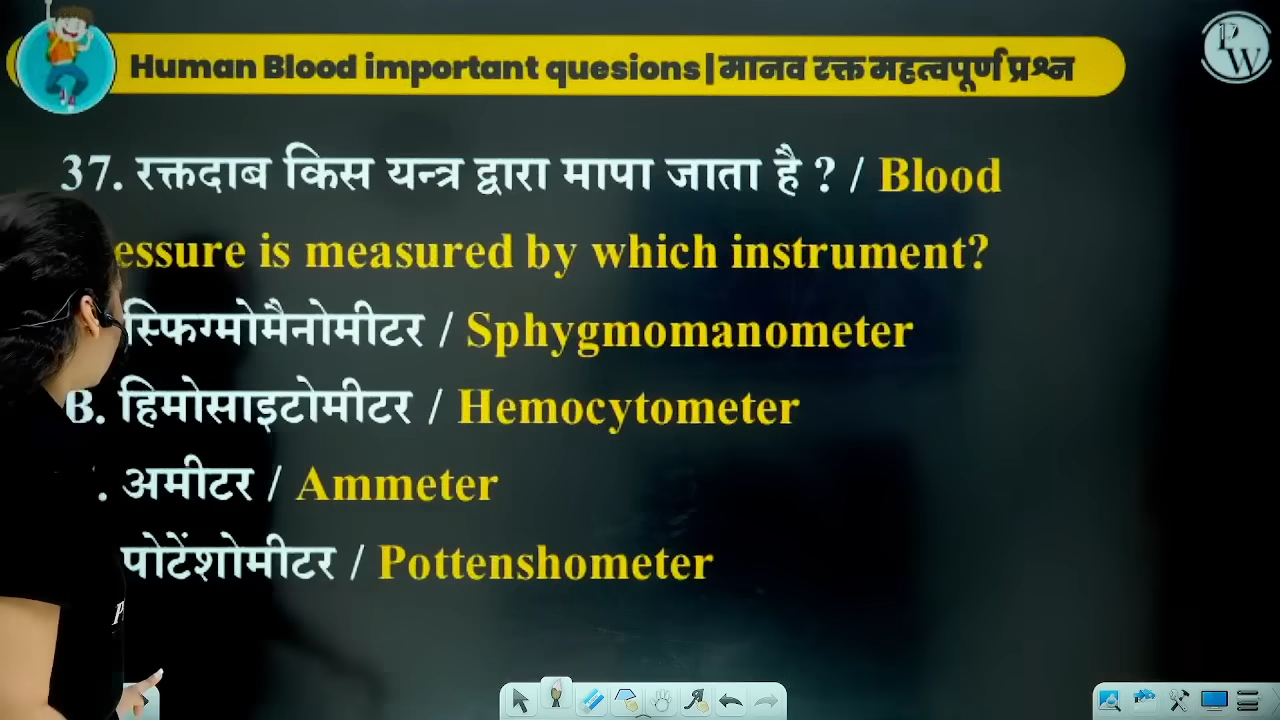 Human Blood important quesions | मानव रक्त महत्वपूर्ण प्रश्न
PW
37. रक्तदाब किस यन्त्र द्वारा मापा जाता है ? / Blood
essure is measured by which instrument?
स्फिग्मोमैनोमीटर / Sphygmomanometer
B. हिमोसाइटोमीटर / Hemocytometer
. अमीटर / Ammeter
पोटेंशोमीटर / Pottenshometer